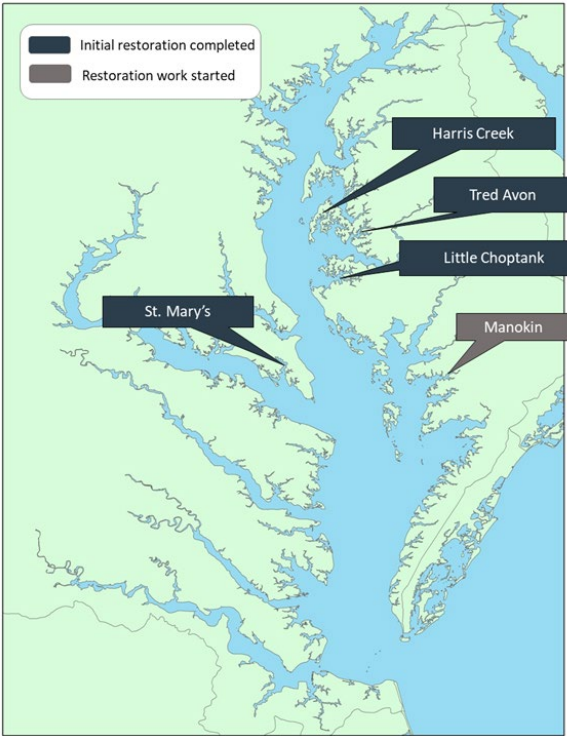 Initial restoration completed
Restoration work started
Harris Creek
Tred Avon
Little Choptank
St. Mary's
Manokin